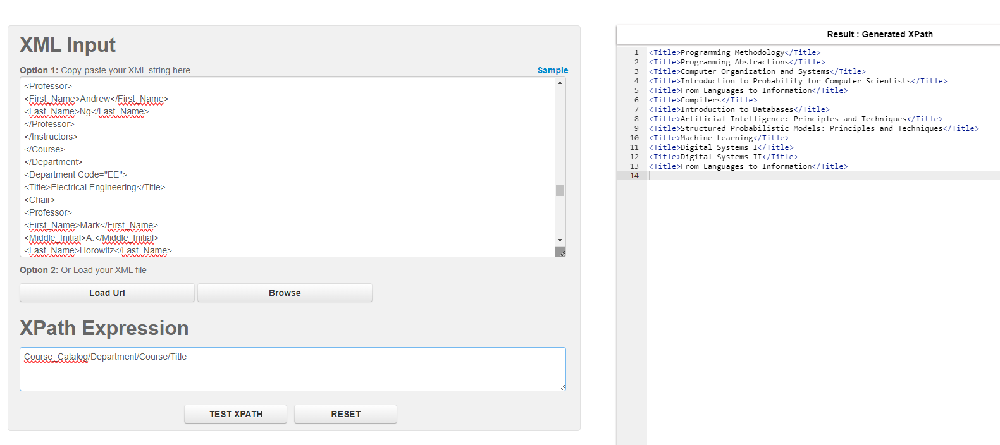 XML Input
Option 1: Copy-paste your XML string here
Sample
<Professor>
<First_Name>Andrew</First_Name>
<Last_Name>Ng</Last_Name>
</Professor>
</Instructors>
</Course>
</Department>
<Department Code="EE">
<Title>Electrical Engineering</Title>
<Chair>
<Professor>
<First_Name>Mark</First_Name>
<Middle_Initial>A.</Middle_Initial>
<Last_Name>Horowitz</Last_Name>
Option 2: Or Load your XML file
Load Url
Browse
XPath Expression
Course_Catalog/Department/Course/Title
TEST XPATH
RESET
Result : Generated XPath
1 <Title>Programming Methodology</Title>
2 <Title>Programming Abstractions</Title>
3 <Title>Computer Organization and Systems</Title>
4 <Title>Introduction to Probability for Computer Scientists</Title>
5 <Title>From Languages to Information</Title>
6 <Title>Compilers</Title>
7 <Title>Introduction to Databases</Title>
8 <Title>Artificial Intelligence: Principles and Techniques</Title>
9 <Title>Structured Probabilistic Models: Principles and Techniques</Title>
10 <Title>Machine Learning</Title>
11 <Title>Digital Systems I</Title>
12 <Title>Digital Systems II</Title>
13 <Title>From Languages to Information</Title>
14